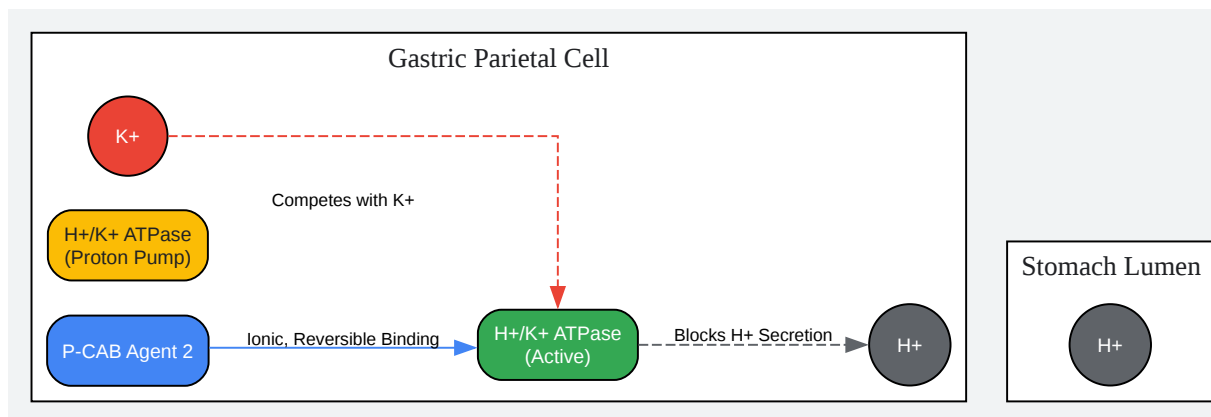 Gastric Parietal Cell
K+
Competes with K+
H+/K+ ATPase
(Proton Pump)
P-CAB Agent 2
Ionic, Reversible Binding
H+/K+ ATPase
(Active)
Blocks H+ Secretion
H+
Stomach Lumen
H+